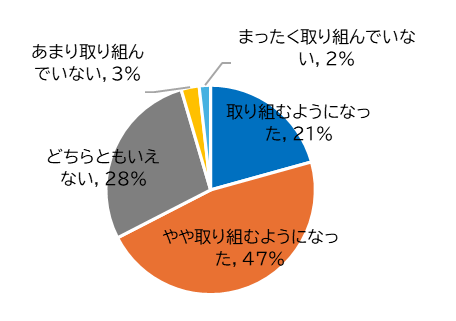 まったく取り組んでいな
い, 2%
あまり取り組ん
でいない, 3%
取り組むようになっ
た, 21%
どちらともいえ
ない, 28%
やや取り組むようになっ
た, 47%